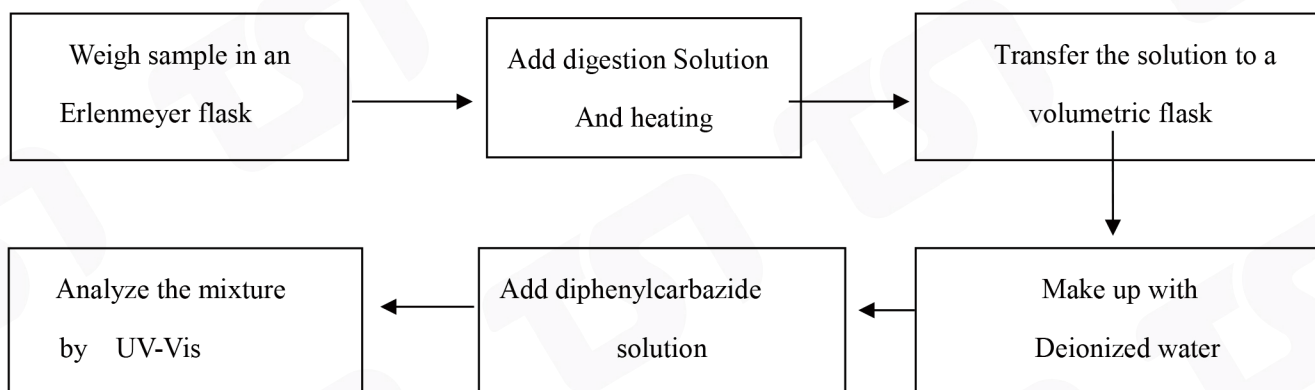 Weigh sample in an
Erlenmeyer flask
Add digestion Solution
And heating
Transfer the solution to a
volumetric flask
Make up with
Deionized water
Add diphenylcarbazide
solution
Analyze the mixture
by UV-Vis